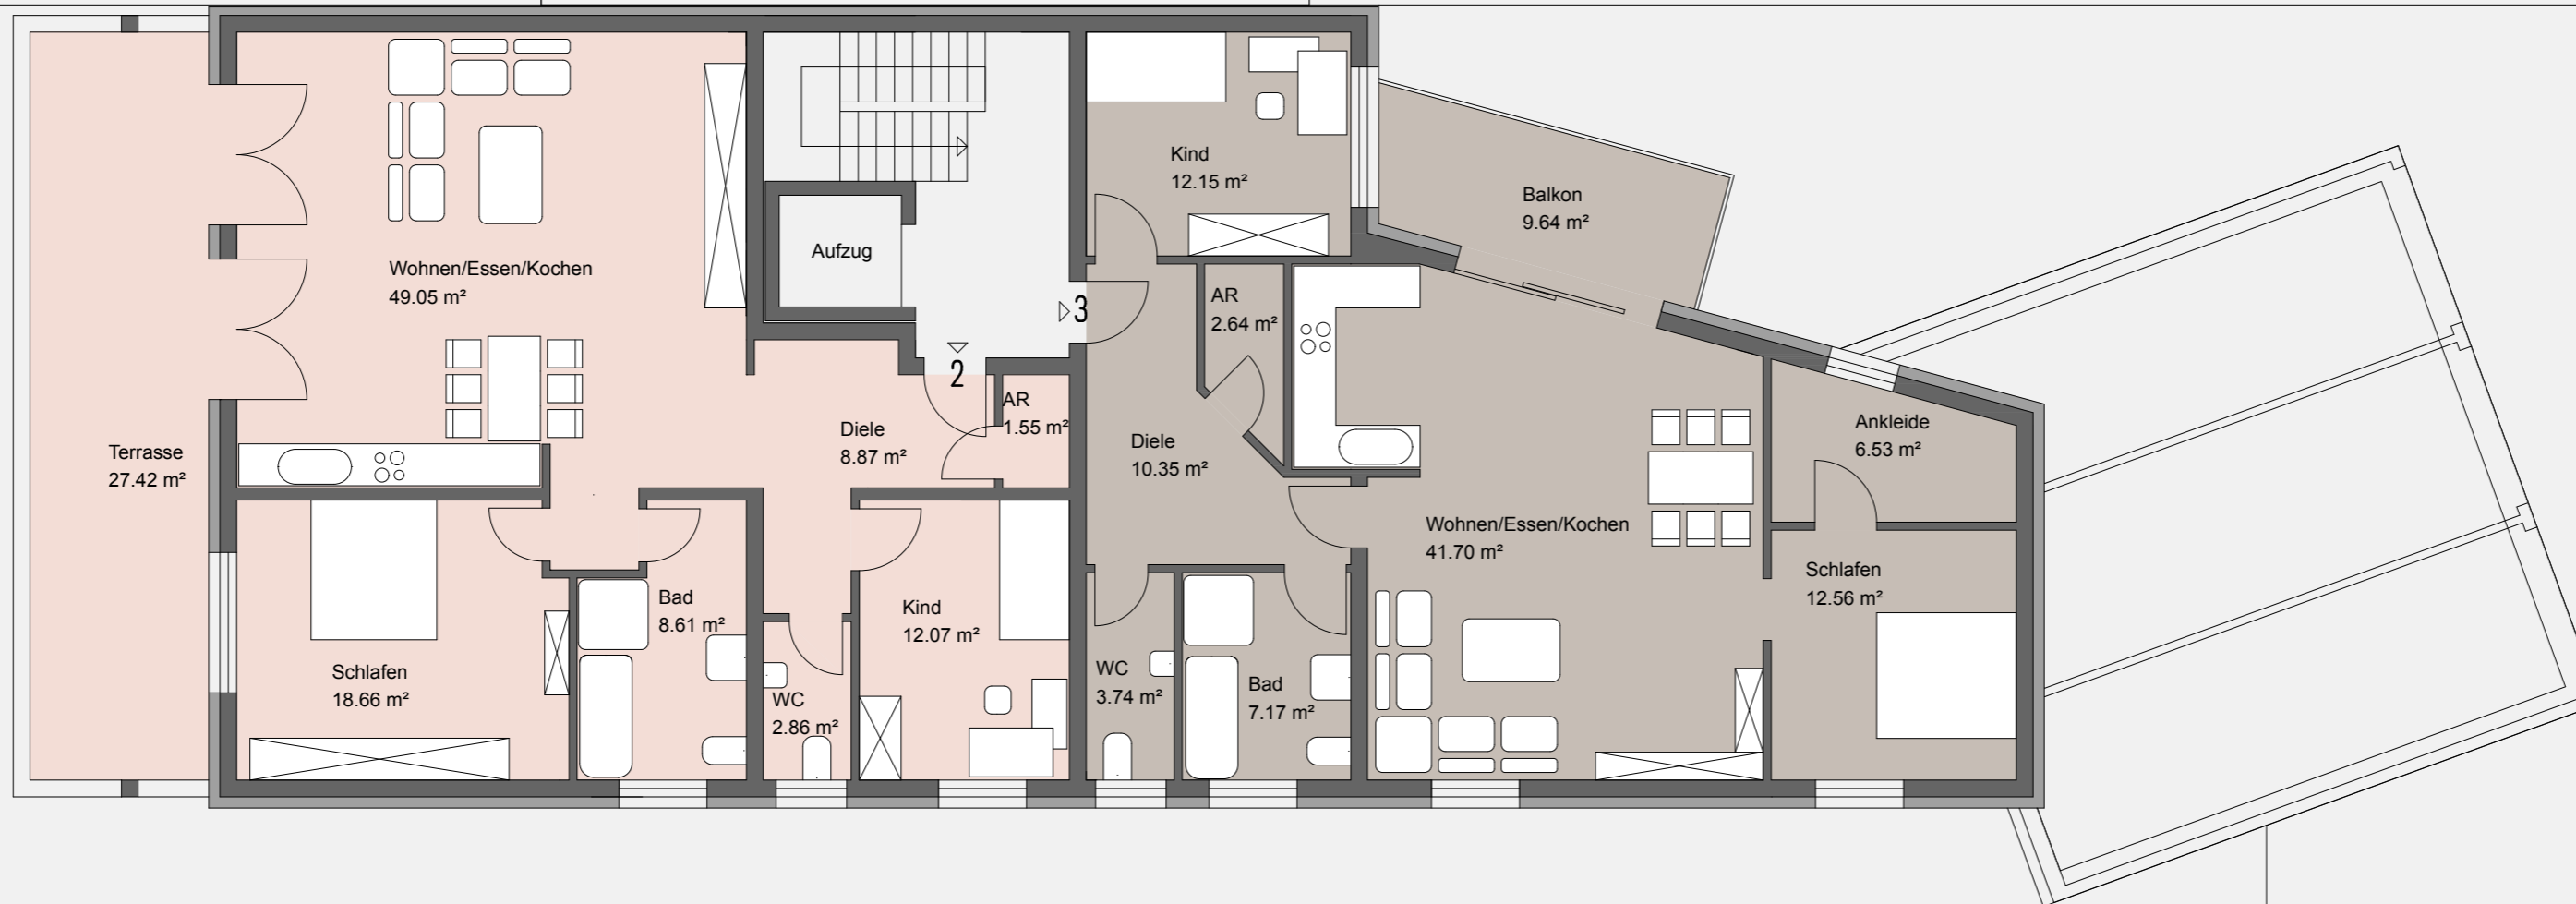 Terrasse
27.42 m²
Wohnen/Essen/Kochen
49.05 m²
Schlafen
18.66 m²
Bad
8.61 m²
WC
2.86 m²
Kind
12.07 m²
Diele
8.87 m²
AR
1.55 m²
2
Aufzug
3
Kind
12.15 m²
AR
2.64 m²
Diele
10.35 m²
WC
3.74 m²
Bad
7.17 m²
Wohnen/Essen/Kochen
41.70 m²
Balkon
9.64 m²
Ankleide
6.53 m²
Schlafen
12.56 m²